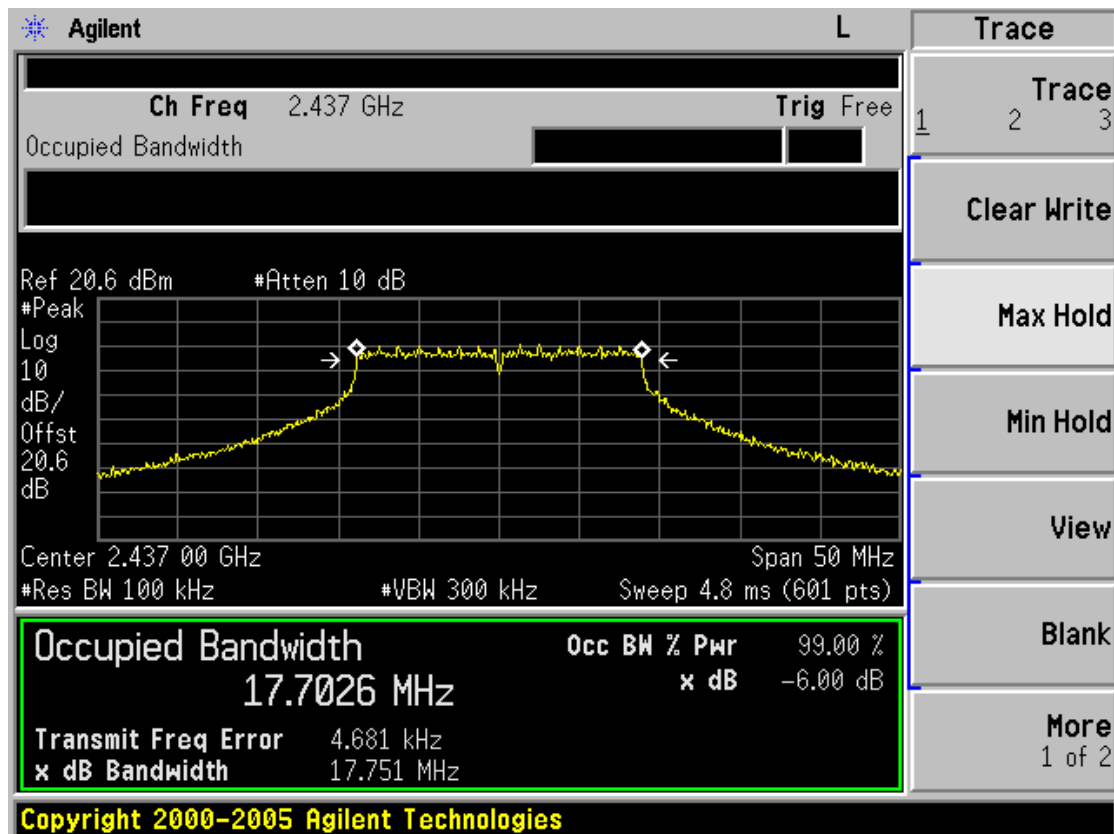 Agilent L Trace
Ch Freq 2.437 GHz Trig Free
Occupied Bandwidth
Trace
1 2 3
Clear Write
Max Hold
Min Hold
View
Blank
More
1 of 2
Ref 20.6 dBm #Atten 10 dB
#Peak
Log
10
dB/
Offst
20.6
dB
Center 2.437 00 GHz Span 50 MHz
#Res BW 100 kHz #VBW 300 kHz Sweep 4.8 ms (601 pts)
Occupied Bandwidth Occ BW % Pwr 99.00 %
17.7026 MHz x dB -6.00 dB
Transmit Freq Error 4.681 kHz
x dB Bandwidth 17.751 MHz
Copyright 2000-2005 Agilent Technologies